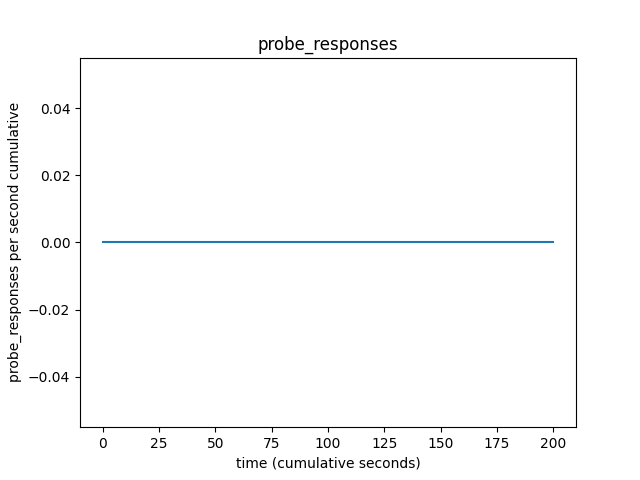 probe_responses
probe_responses per second cumulative
0.04
0.02
0.00
−0.02
−0.04
0 25 50 75 100 125 150 175 200
time (cumulative seconds)